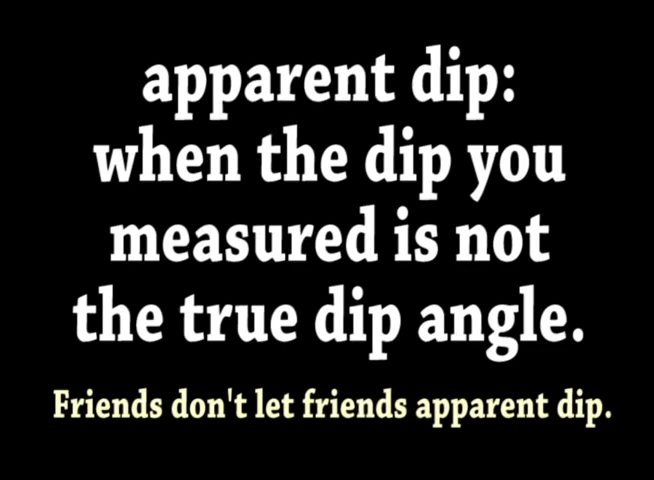 apparent dip:
when the dip you
measured is not
the true dip angle.
Friends don't let friends apparent dip.